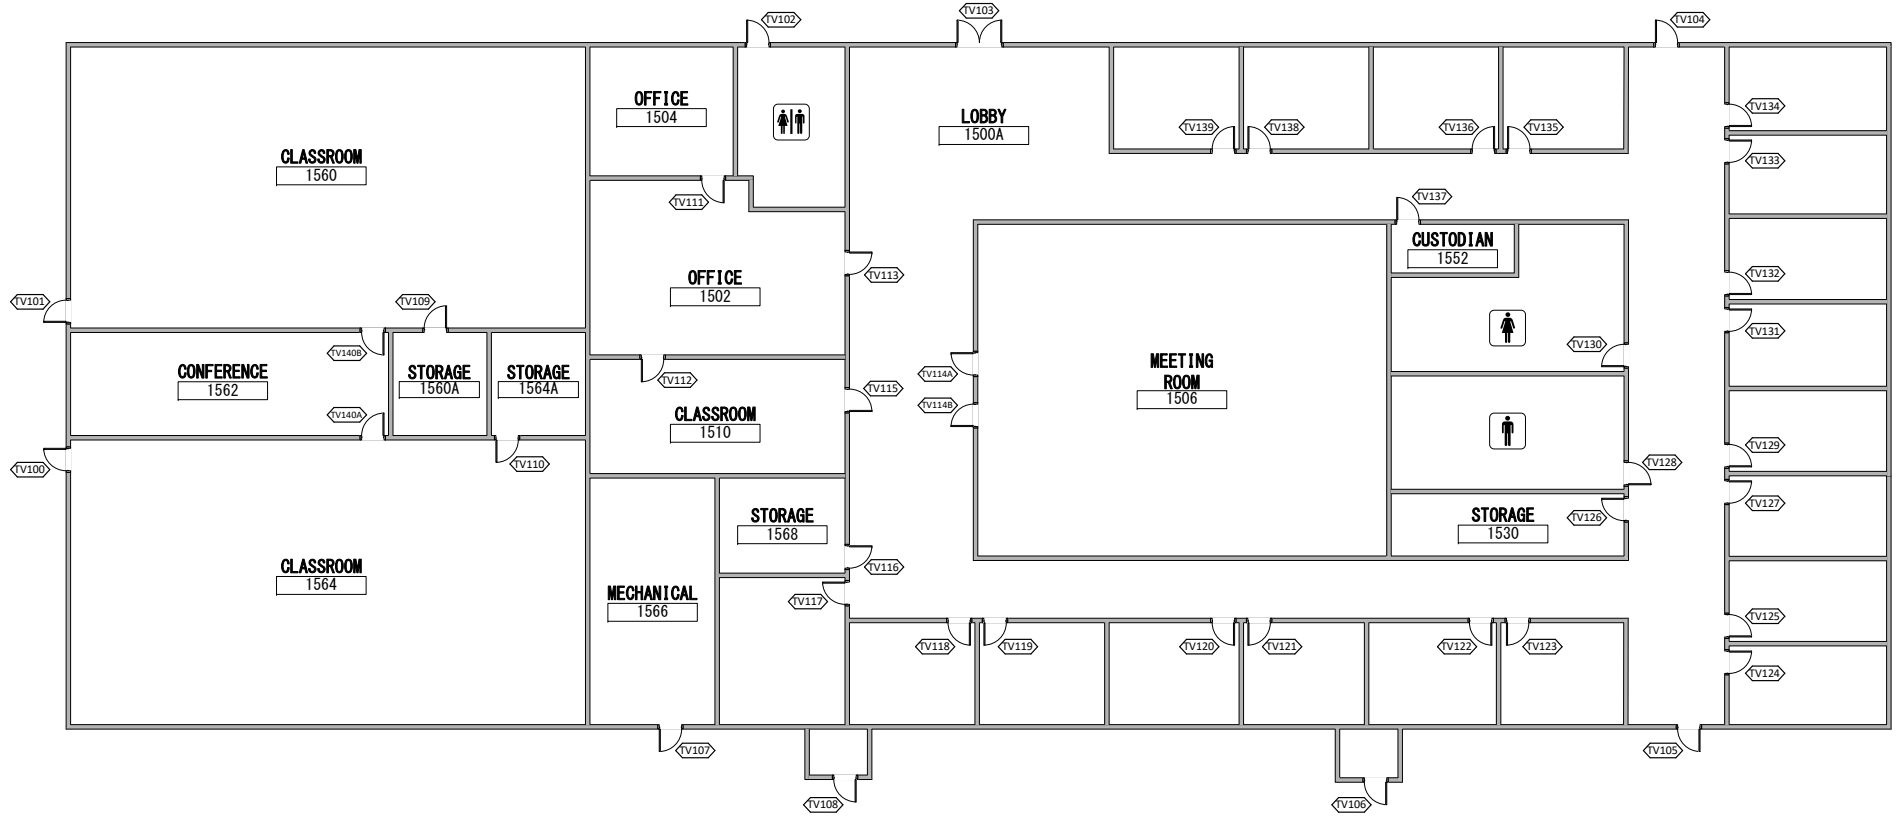 TV102
TV103
TV104
OFFICE
1504
LOBBY
1500A
TV134
TV139
TV138
TV136
TV135
CLASSROOM
1560
TV133
TV111
TV137
CUSTODIAN
1552
OFFICE
1502
TV113
TV132
TV101
TV109
TV131
TV140B
TV130
CONFERENCE
1562
STORAGE
1560A
STORAGE
1564A
TV112
TV115
TV114A
MEETING
ROOM
1506
TV140A
CLASSROOM
1510
TV114B
TV100
TV110
TV128
TV129
TV127
STORAGE
1568
STORAGE
1530
TV126
CLASSROOM
1564
TV116
MECHANICAL
1566
TV117
TV125
TV118
TV119
TV120
TV121
TV122
TV123
TV124
TV107
TV105
TV108
TV106